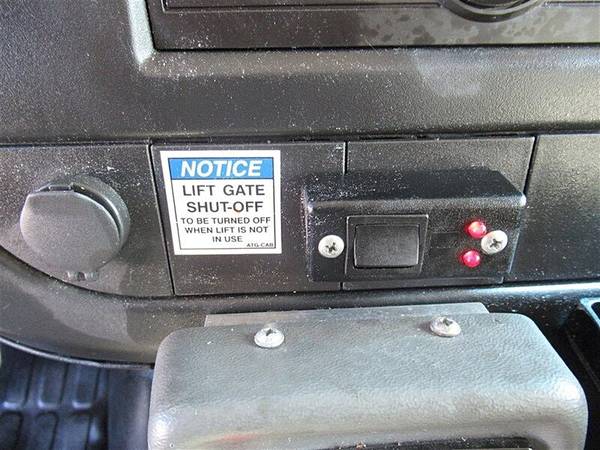 NOTICE
LIFT GATE
SHUT-OFF
TO BE TURNED OFF
WHEN LIFT IS NOT
IN USE
ATG-CAB